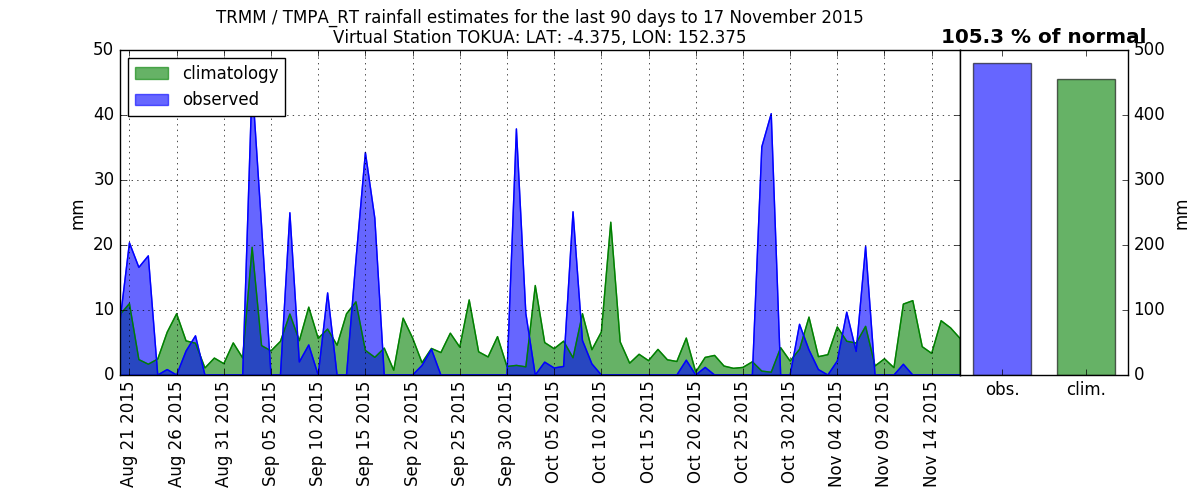 TRMM / TMPA_RT rainfall estimates for the last 90 days to 17 November 2015
Virtual Station TOKUA: LAT: -4.375, LON: 152.375
105.3 % of normal
climatology
observed
mm
50
40
30
20
10
0
Aug 21 2015
Aug 26 2015
Aug 31 2015
Sep 05 2015
Sep 10 2015
Sep 15 2015
Sep 20 2015
Sep 25 2015
Sep 30 2015
Oct 05 2015
Oct 10 2015
Oct 15 2015
Oct 20 2015
Oct 25 2015
Oct 30 2015
Nov 04 2015
Nov 09 2015
Nov 14 2015
obs.
clim.
500
400
300
200
100
0
mm